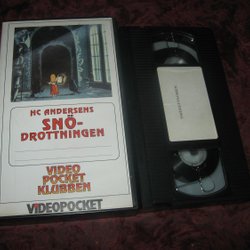 HC ANDERSENS
SNÖ-
DROTTNINGEN
VIDEO
POCKET
KLUBBEN
VIDEOPOCKET